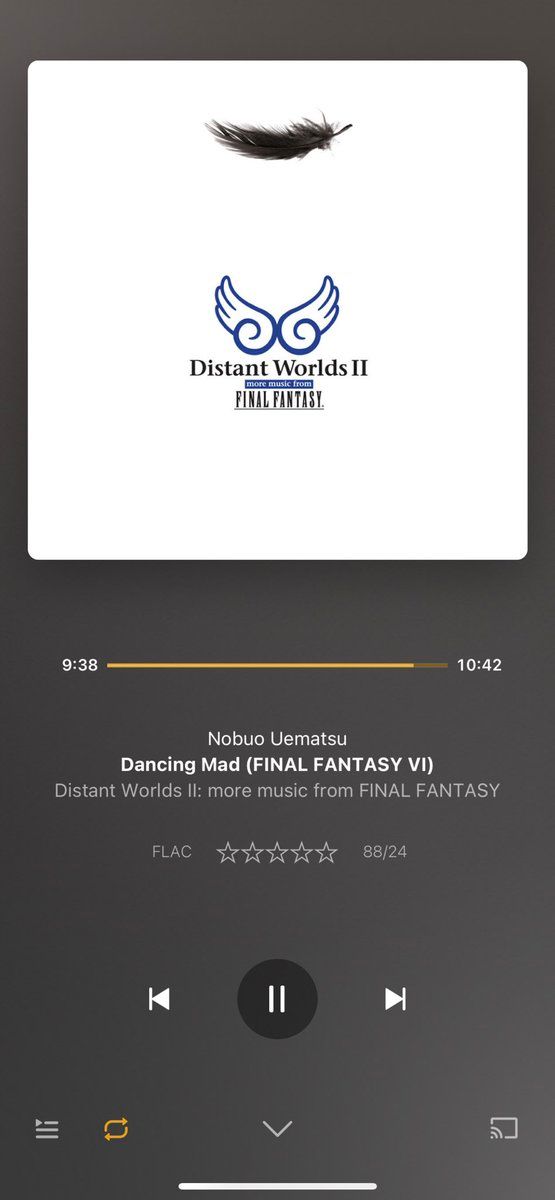 Distant Worlds II
more music from
FINAL FANTASY.
9:38
10:42
Nobuo Uematsu
Dancing Mad (FINAL FANTASY VI)
Distant Worlds II: more music from FINAL FANTASY
FLAC
88/24